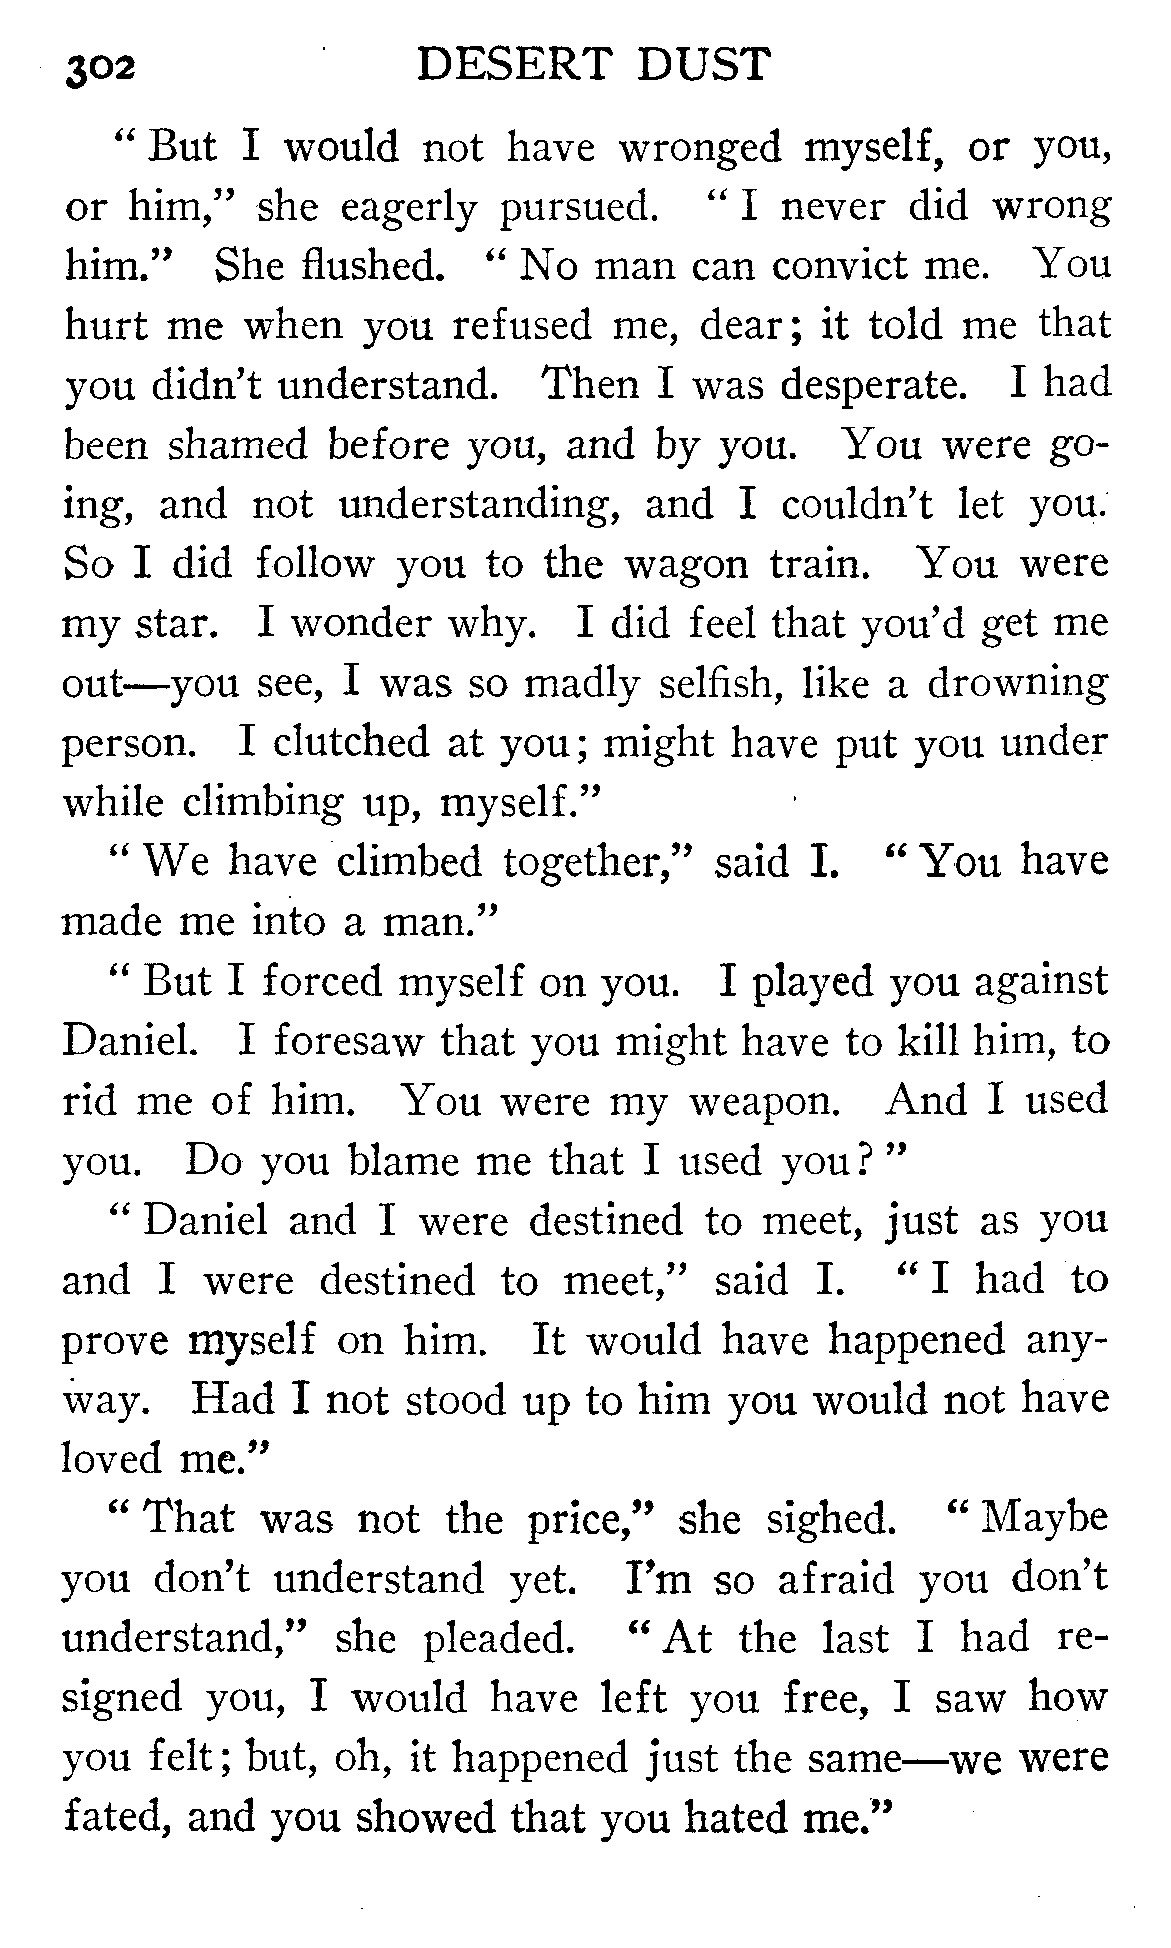 302 DESERT DUST
“ But I would not have wronged myself, or you,
or him,” she eagerly pursued. “ I never did wrong
him.” She flushed. “ No man can convict me. You
hurt me when you refused me, dear; it told me that
you didn’t understand. Then I was desperate. I had
been shamed before you, and by you. You were go-
ing, and not understanding, and I couldn’t let you.
So I did follow you to the wagon train. You were
my star. I wonder why. I did feel that you’d get me
out—you see, I was so madly selfish, like a drowning
person. I clutched at you; might have put you under
while climbing up, myself.”
“ We have climbed together,” said I. “ You have
made me into a man.”
“ But I forced myself on you. I played you against
Daniel. I foresaw that you might have to kill him, to
rid me of him. You were my weapon. And I used
you. Do you blame me that I used you? ”
“ Daniel and I were destined to meet, just as you
and I were destined to meet,” said I. “ I had to
prove myself on him. It would have happened any-
way. Had I not stood up to him you would not have
loved me.”
“ That was not the price,” she sighed. “ Maybe
you don’t understand yet. I’m so afraid you don’t
understand,” she pleaded. “ At the last I had re-
signed you, I would have left you free, I saw how
you felt; but, oh, it happened just the same—we were
fated, and you showed that you hated me.”